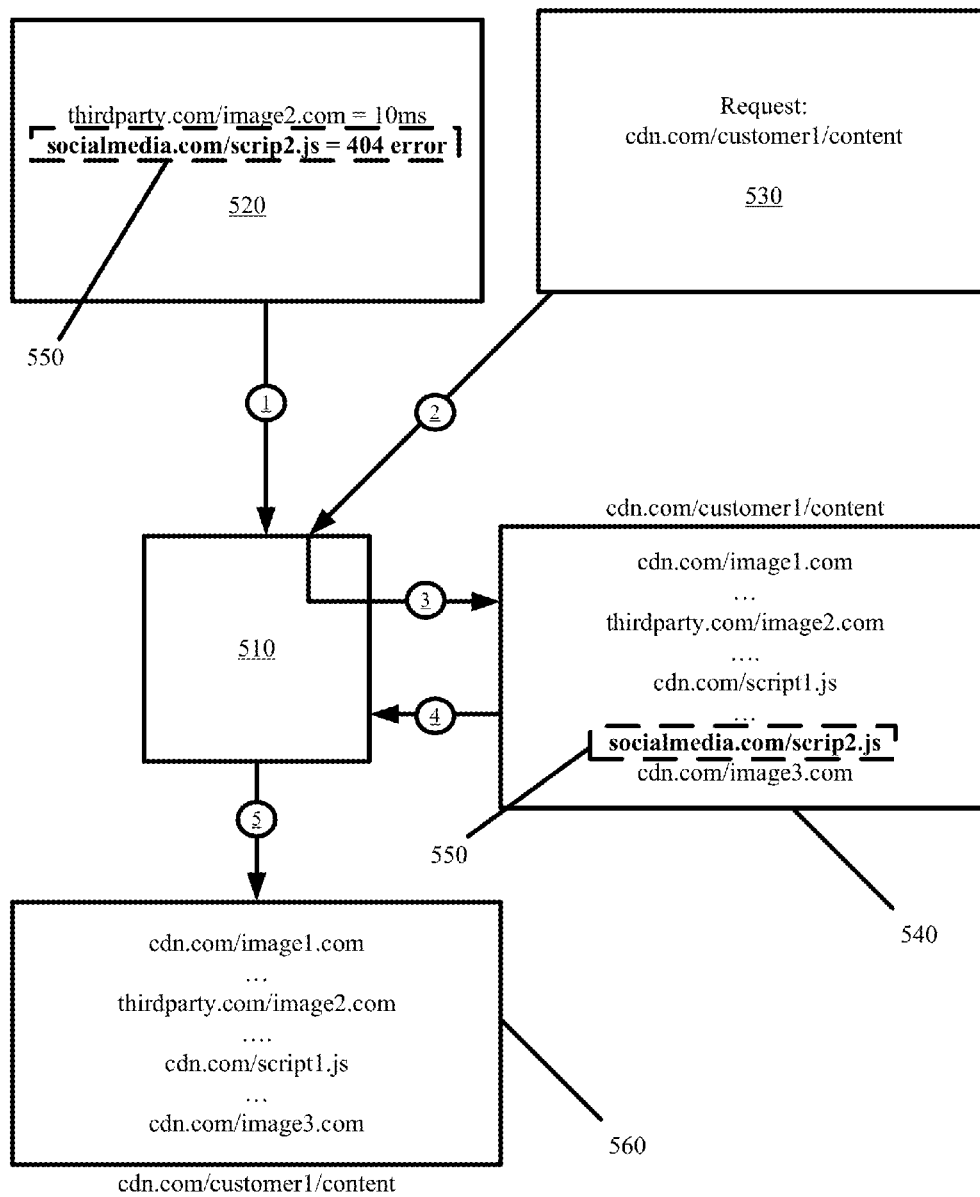 thirdparty.com/image2.com = 10ms
socialmedia.com/scrip2.js = 404 error
520
Request:
cdn.com/customer1/content
530
550
1
2
cdn.com/customer1/content
cdn.com/image1.com
…
thirdparty.com/image2.com
….
cdn.com/script1.js
…
socialmedia.com/scrip2.js
cdn.com/image3.com
3
510
4
5
550
540
cdn.com/image1.com
…
thirdparty.com/image2.com
….
cdn.com/script1.js
…
cdn.com/image3.com
560
cdn.com/customer1/content